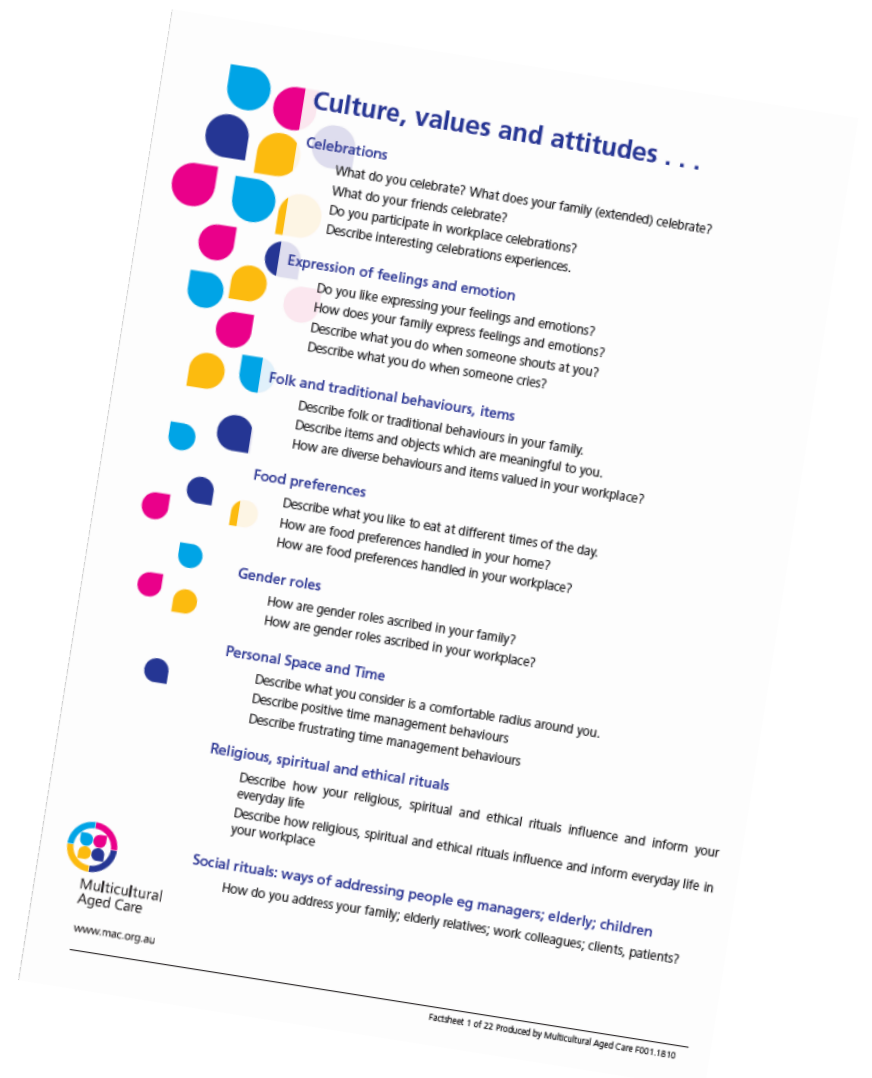 Culture, values and attitudes . . .
Celebrations
What do you celebrate? What does your family (extended) celebrate?
What do your friends celebrate?
Do you participate in workplace celebrations?
Describe interesting celebrations experiences.
Expression of feelings and emotion
Do you like expressing your feelings and emotions?
How does your family express feelings and emotions?
Describe what you do when someone shouts at you?
Describe what you do when someone cries?
Folk and traditional behaviours, items
Describe folk or traditional behaviours in your family.
Describe items and objects which are meaningful to you.
How are diverse behaviours and items valued in your workplace?
Food preferences
Describe what you like to eat at different times of the day.
How are food preferences handled in your home?
How are food preferences handled in your workplace?
Gender roles
How are gender roles ascribed in your family?
How are gender roles ascribed in your workplace?
Personal Space and Time
Describe what you consider is a comfortable radius around you.
Describe positive time management behaviours
Describe frustrating time management behaviours
Religious, spiritual and ethical rituals
Describe how your religious, spiritual and ethical rituals influence and inform your
everyday life
Describe how religious, spiritual and ethical rituals influence and inform everyday life in
your workplace
Social rituals: ways of addressing people eg managers; elderly; children
How do you address your family; elderly relatives; work colleagues; clients, patients?
Multicultural
Aged Care
www.mac.org.au
Factsheet 1 of 22 Produced by Multicultural Aged Care F001.1810